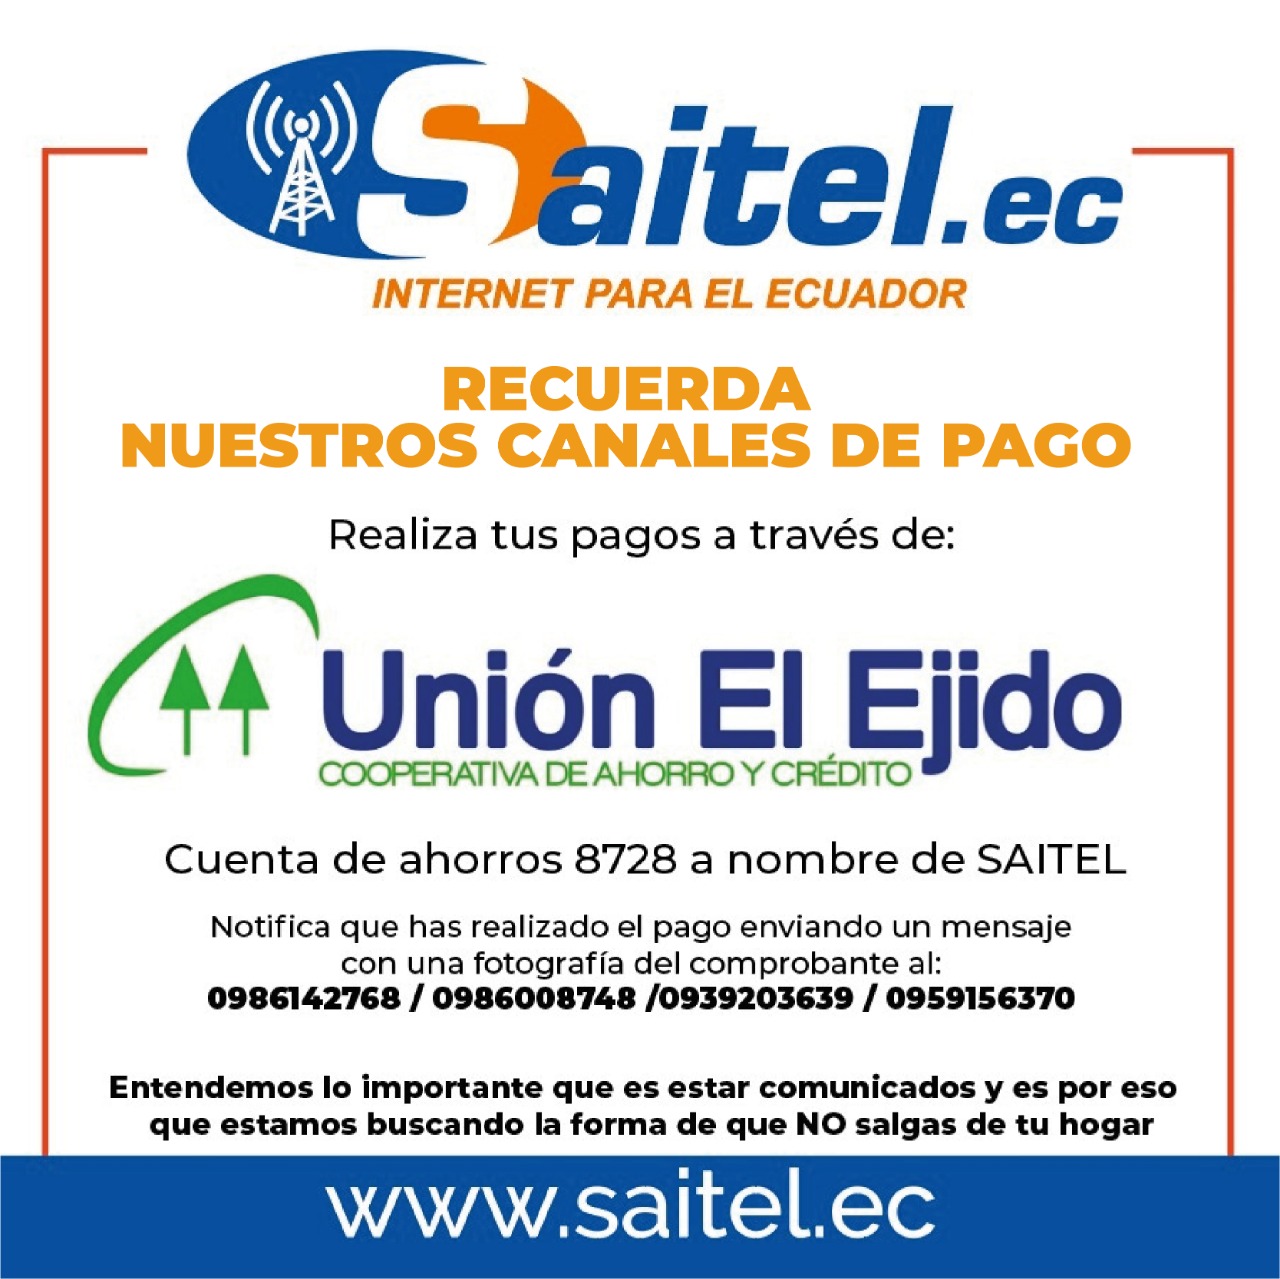 Saitel.ec
INTERNET PARA EL ECUADOR
RECUERDA
NUESTROS CANALES DE PAGO
Realiza tus pagos a través de:
Unión El Ejido
COOPERATIVA DE AHORRO Y CRÉDITO
Cuenta de ahorros 8728 a nombre de SAITEL
Notifica que has realizado el pago enviando un mensaje
con una fotografía del comprobante al:
0986142768 / 0986008748 /0939203639 / 0959156370
Entendemos lo importante que es estar comunicados y es por eso
que estamos buscando la forma de que NO salgas de tu hogar
www.saitel.ec